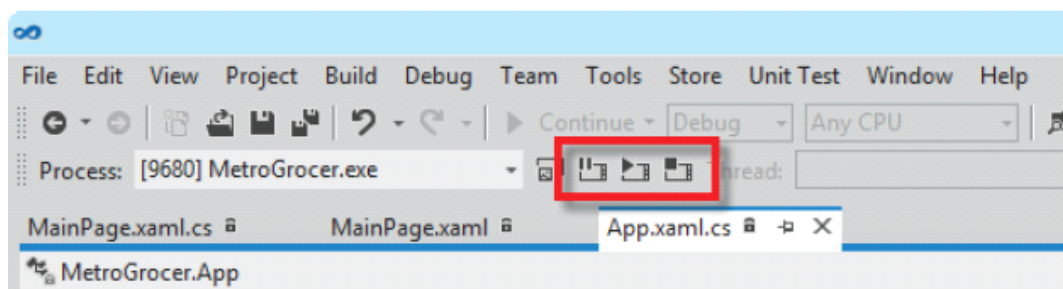 File Edit View Project Build Debug Team Tools Store Unit Test Window Help
Continue Debug Any CPU
Process: [9680] MetroGrocer.exe Thread:
MainPage.xaml.cs MainPage.xaml App.xaml.cs
MetroGrocer.App